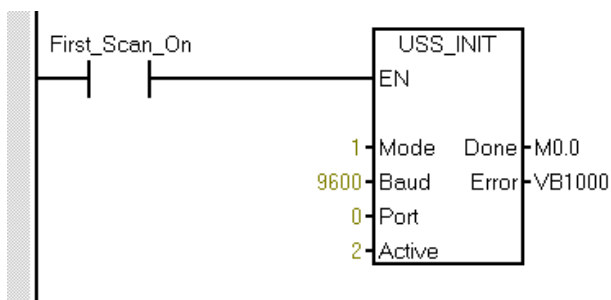 First_Scan_On USS_INIT
EN
1 Mode Done M0.0
9600 Baud Error VB1000
0 Port
2 Active